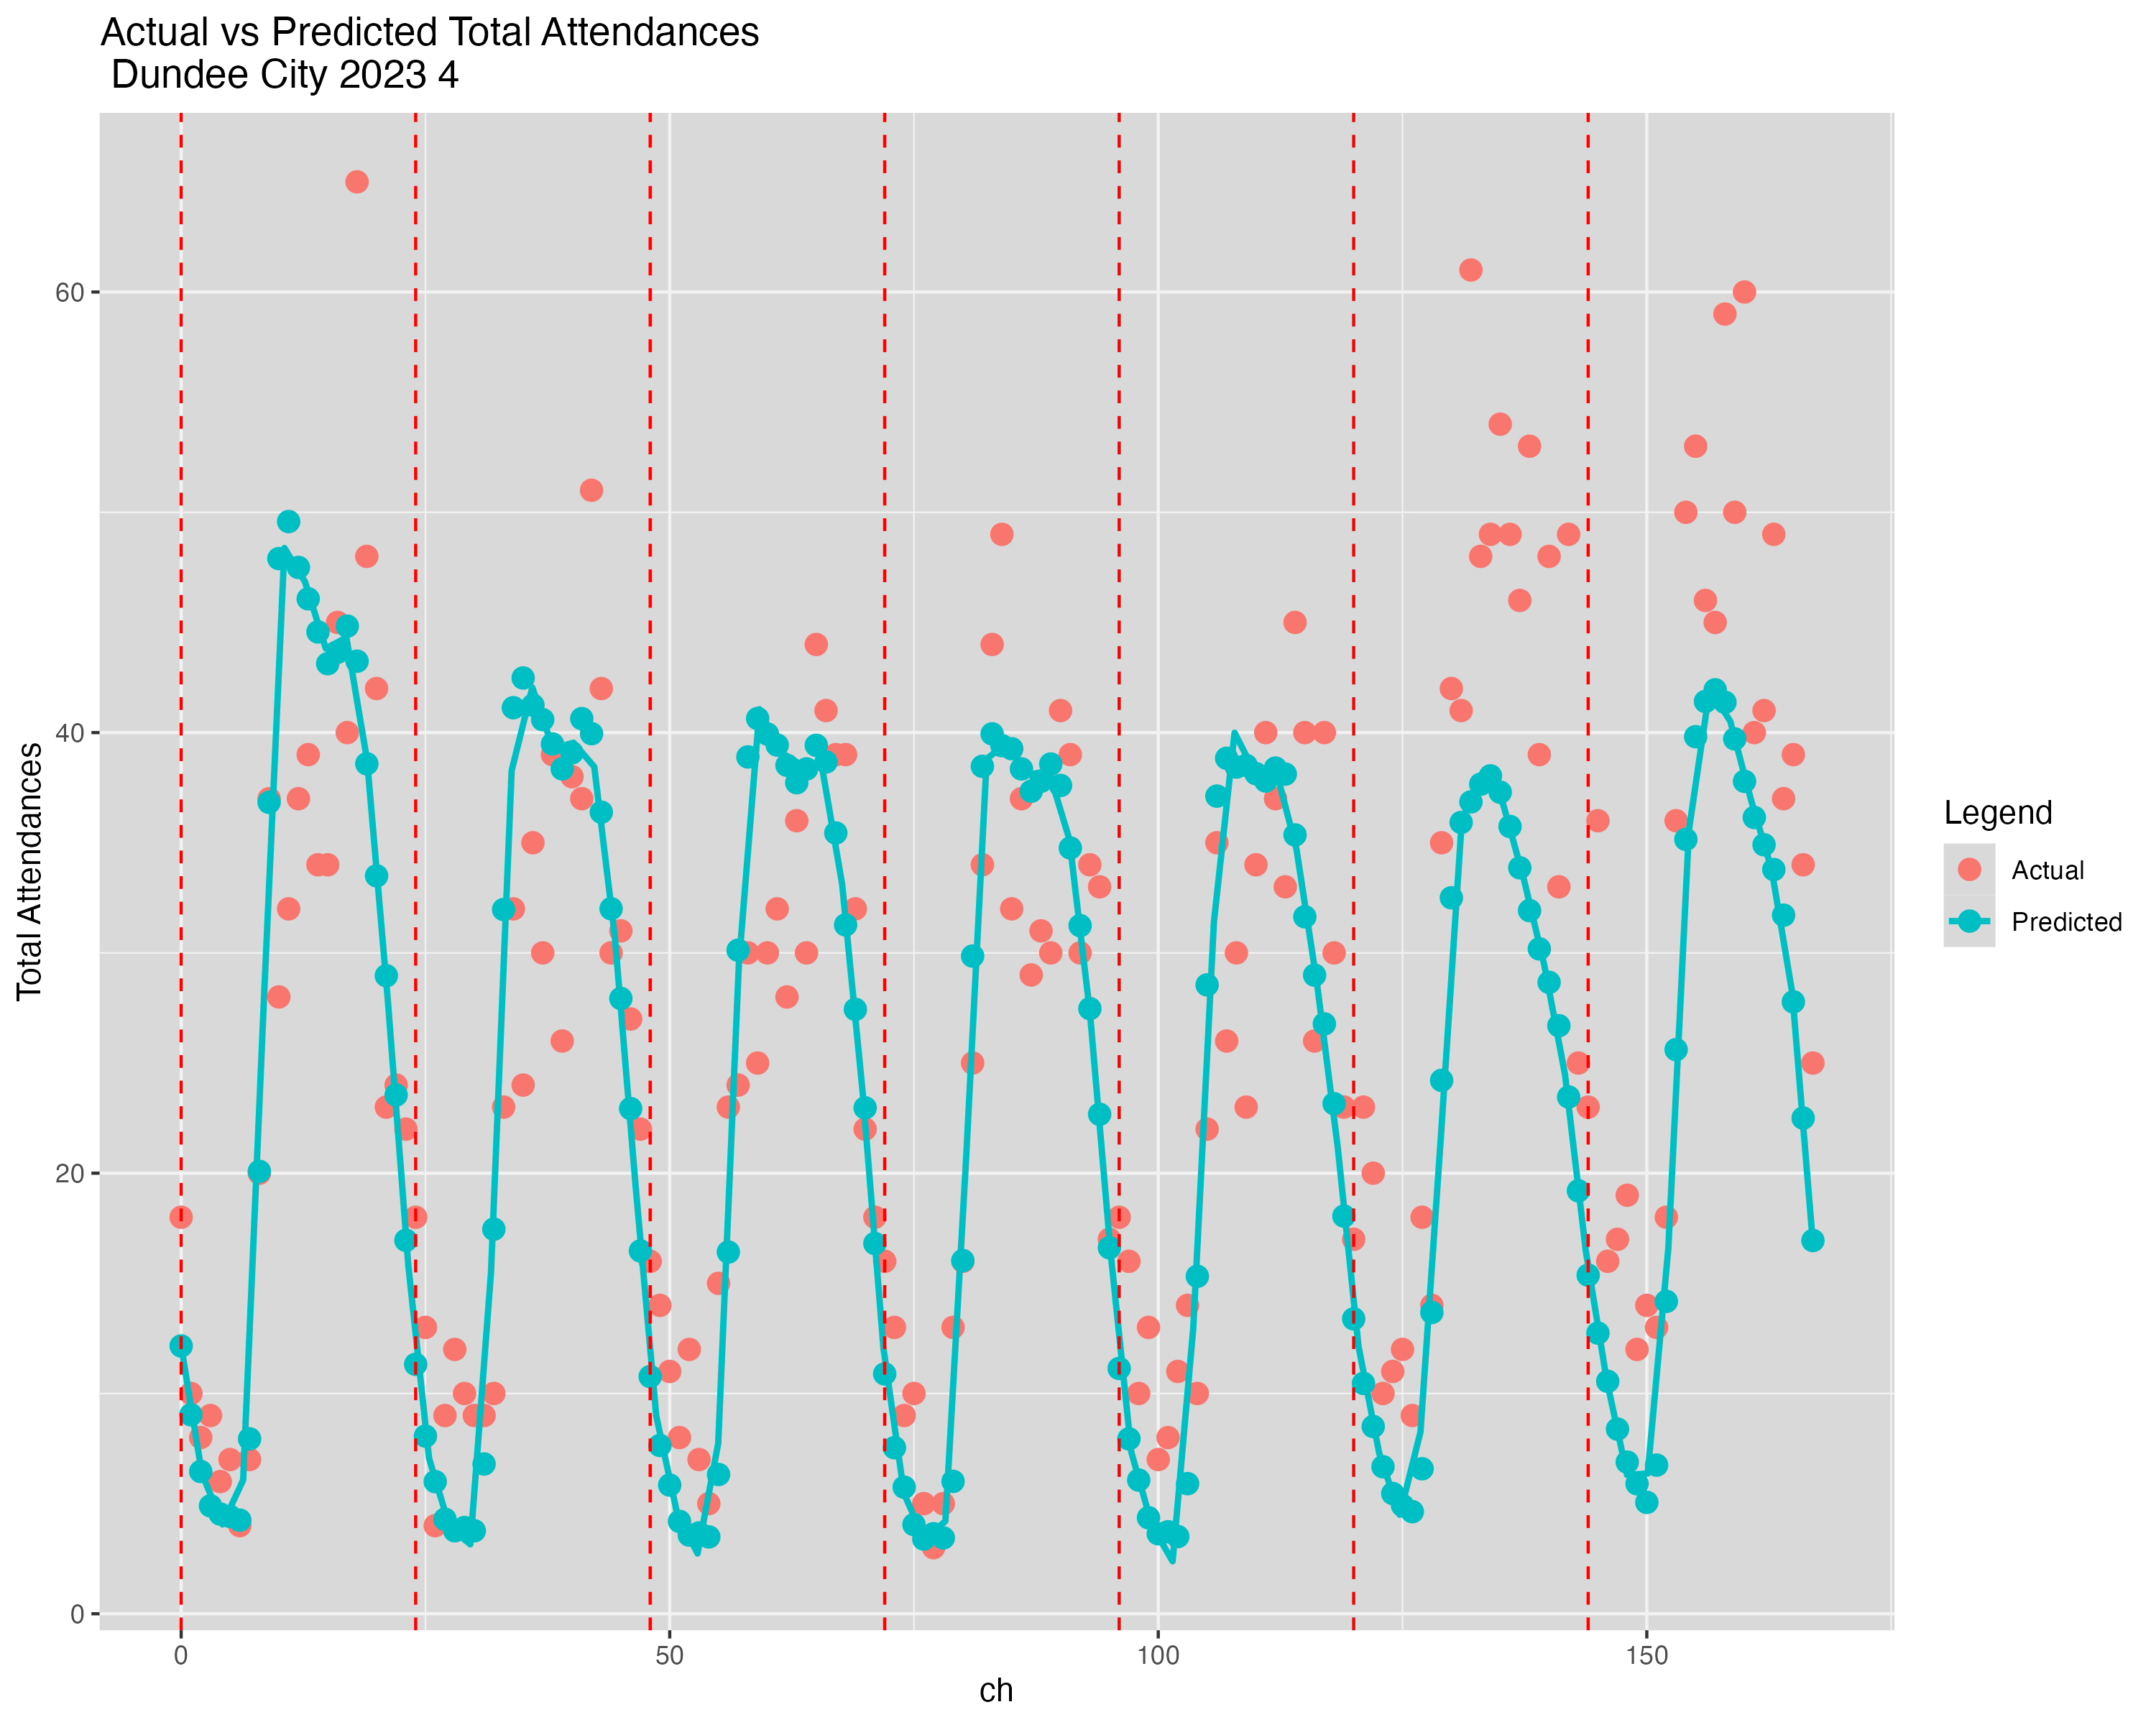 Actual vs Predicted Total Attendances
Dundee City 2023 4
60
40
20
0
Total Attendances
0 50 100 150
ch
Legend
Actual
Predicted